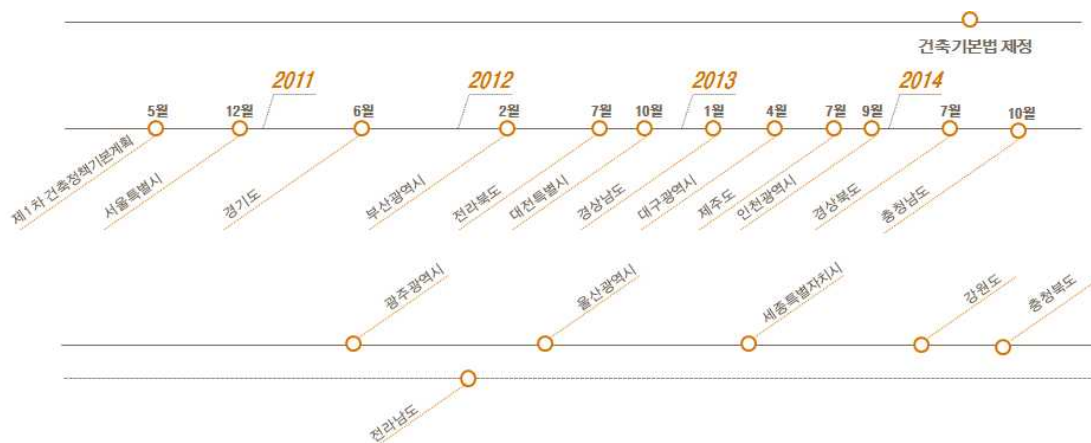 건축기본법 제정
2011
2012
2013
2014
5월
12월
6월
2월
7월
10월
1월
4월
7월
9월
7월
10월
제1차 건축정책기본계획
서울특별시
경기도
부산광역시
전라북도
대전특별시
경상남도
대구광역시
제주도
인천광역시
경상북도
충청남도
광주광역시
울산광역시
세종특별자치시
강원도
충청북도
전라남도